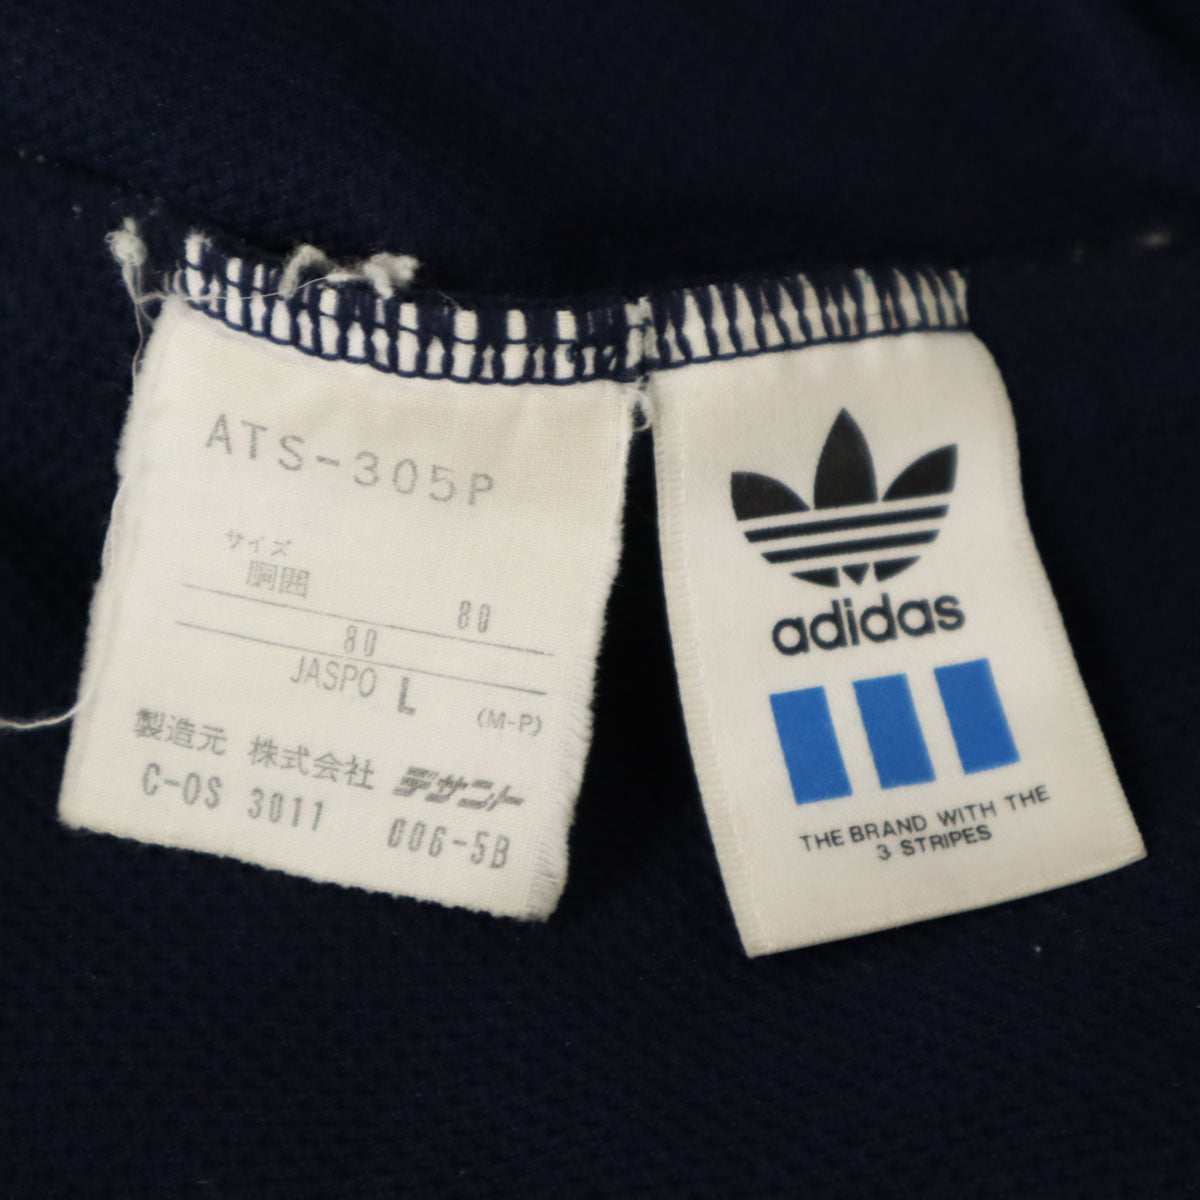 ATS-305P
サイズ
胴囲 80
80
JASPO L (M-P)
製造元 株式会社 デサント
C-OS 3011 006-5B
adidas
THE BRAND WITH THE
3 STRIPES